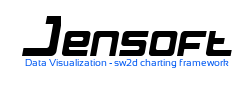 Jensoft
Data Visualization - sw2d charting framework